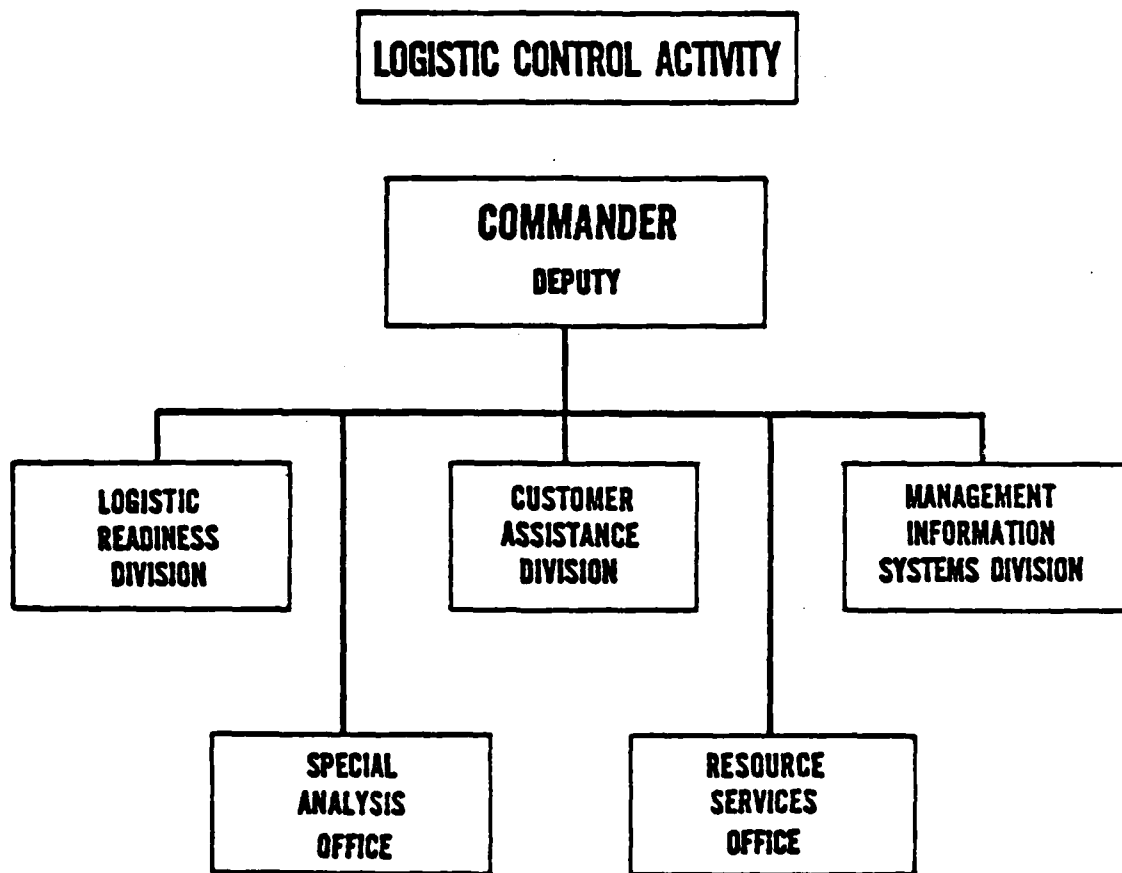 LOGISTIC CONTROL ACTIVITY
COMMANDER
DEPUTY
LOGISTIC
READINESS
DIVISION
CUSTOMER
ASSISTANCE
DIVISION
MANAGEMENT
INFORMATION
SYSTEMS DIVISION
SPECIAL
ANALYSIS
OFFICE
RESOURCE
SERVICES
OFFICE